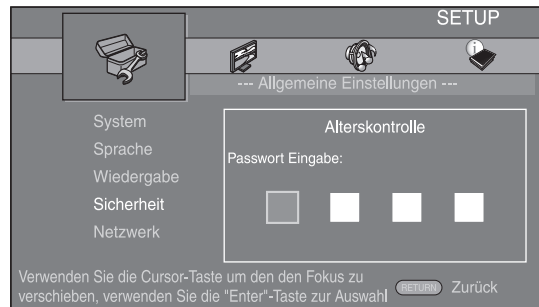 SETUP
--- Allgemeine Einstellungen ---
System
Sprache
Wiedergabe
Sicherheit
Netzwerk
Alterskontrolle
Passwort Eingabe:
Verwenden Sie die Cursor-Taste um den den Fokus zu
verschieben, verwenden Sie die "Enter"-Taste zur Auswahl
RETURN Zurück